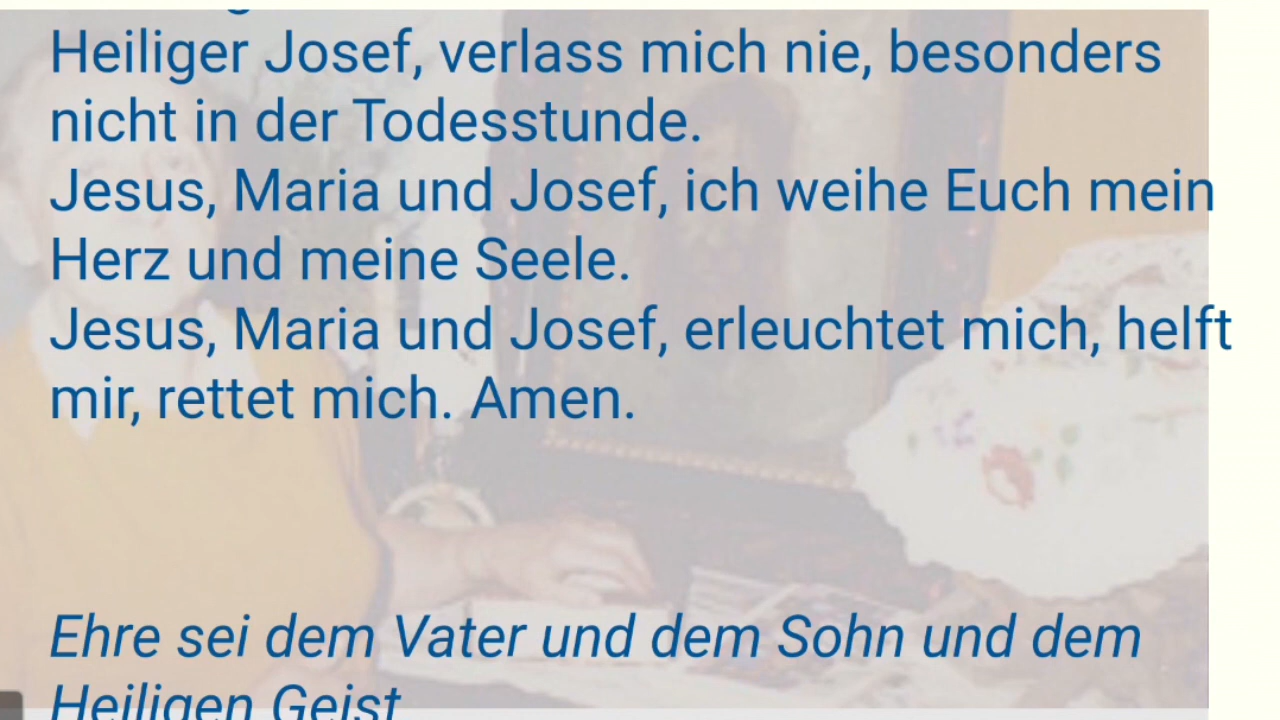 Heiliger Josef, verlass mich nie, besonders
nicht in der Todesstunde.
Jesus, Maria und Josef, ich weihe Euch mein
Herz und meine Seele.
Jesus, Maria und Josef, erleuchtet mich, helft
mir, rettet mich. Amen.
Ehre sei dem Vater und dem Sohn und dem
Heiligen Geist